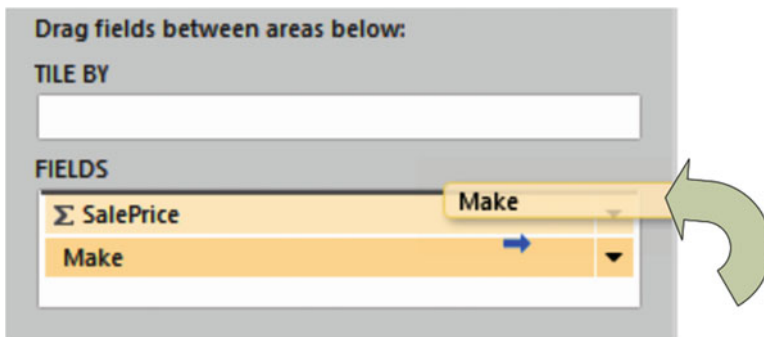 Drag fields between areas below:
TILE BY
FIELDS
Σ SalePrice
Make
Make